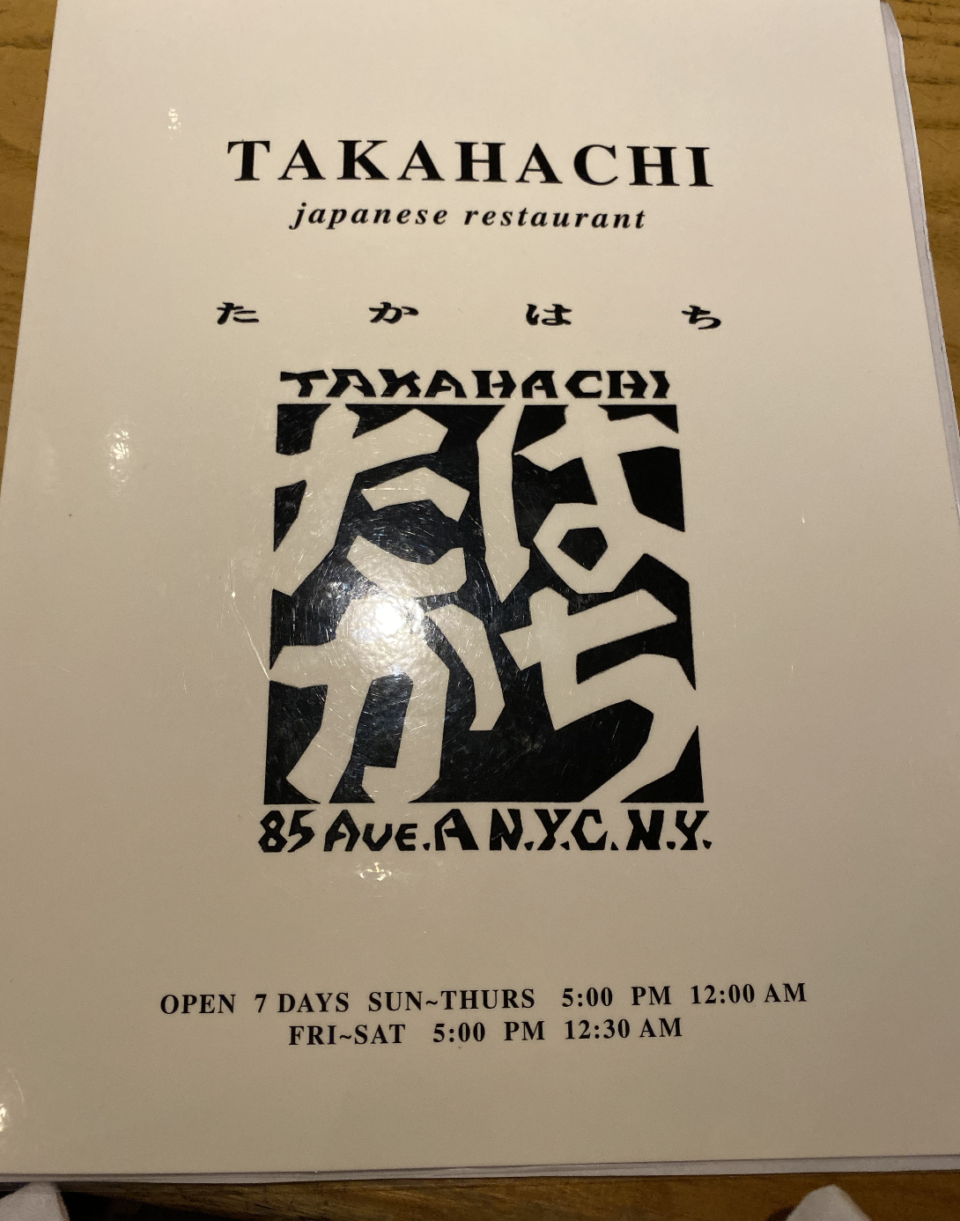 TAKAHACHI
japanese restaurant
た か は ち
TAKAHACHI
たか
はち
85 AVE. A N.Y.C. N.Y.
OPEN 7 DAYS SUN~THURS 5:00 PM 12:00 AM
FRI~SAT 5:00 PM 12:30 AM